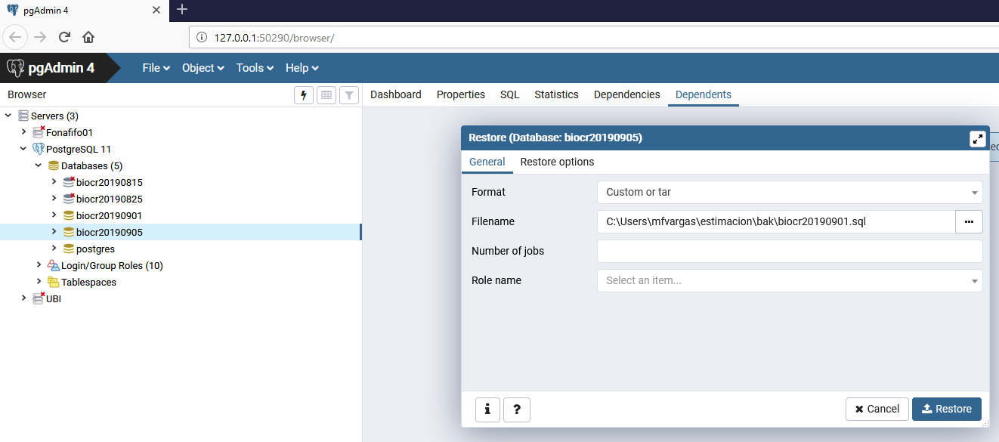 pgAdmin 4
127.0.0.1:50290/browser/
pgAdmin 4 File Object Tools Help
Browser
Dashboard Properties SQL Statistics Dependencies Dependents
Servers (3)
Fonafifo01
PostgreSQL 11
Databases (5)
biocr20190815
biocr20190825
biocr20190901
biocr20190905
postgres
Login/Group Roles (10)
Tablespaces
UBI
Restore (Database: biocr20190905)
General Restore options
Format Custom or tar
Filename C:\Users\mfvargas\estimacion\bak\biocr20190901.sql
Number of jobs
Role name Select an item...
Cancel Restore